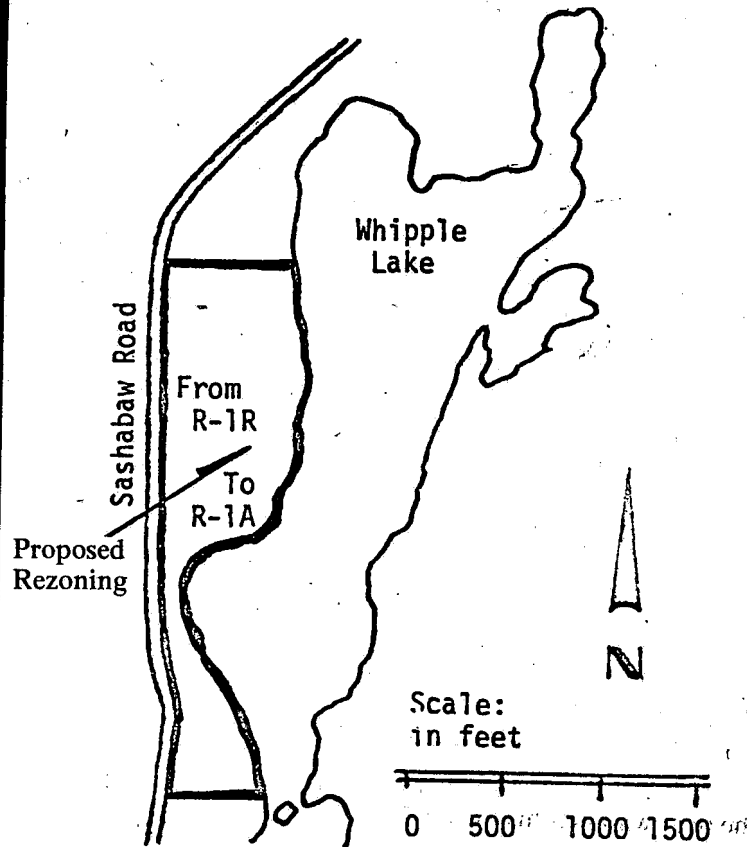 Whipple
Lake
Sashabaw Road
From
R-1R
To
R-1A
Proposed
Rezoning
N
Scale:
in feet
0 500 1000 1500